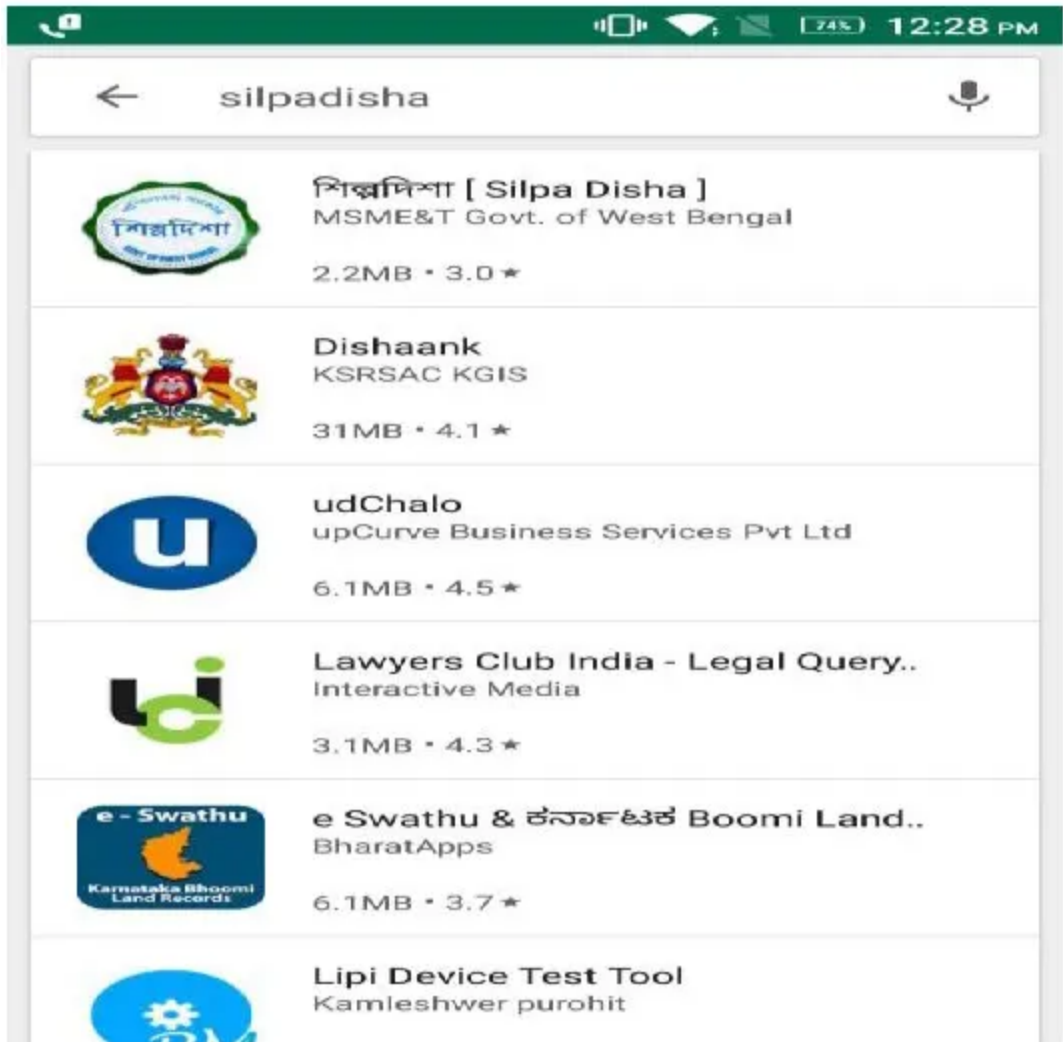 74%
12:28 PM
silpadisha
শিল্পদিশা [ Silpa Disha ]
MSME&T Govt. of West Bengal
শিল্পদিশা
2.2MB • 3.0 ★
Dishaank
KSRSAC KGIS
31MB • 4.1 ★
udChalo
upCurve Business Services Pvt Ltd
u
6.1MB • 4.5 ★
Lawyers Club India - Legal Query..
Interactive Media
lci
3.1MB • 4.3 ★
e - Swathu
e Swathu & ಕರ್ನಾಟಕ Boomi Land..
BharatApps
Karnataka Bhoomi
Land Records
6.1MB • 3.7 ★
Lipi Device Test Tool
Kamleshwer purohit